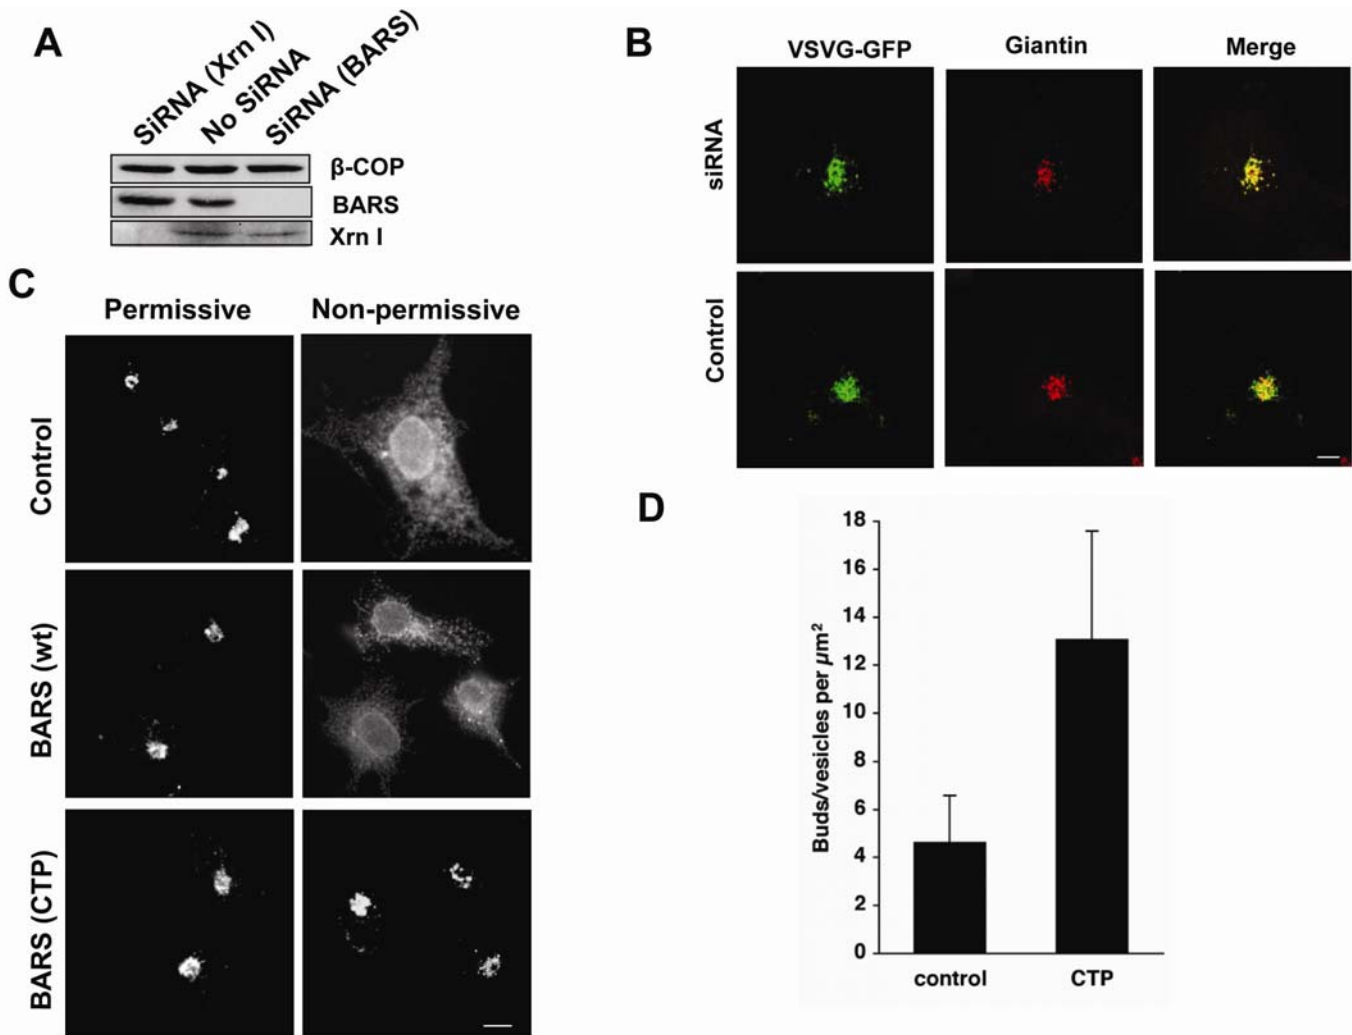 A
SiRNA (Xrn I)
No SiRNA
SiRNA (BARS)
β-COP
BARS
Xrn I
B
VSVG-GFP Giantin Merge
siRNA
Control
C
Permissive Non-permissive
Control
BARS (wt)
BARS (CTP)
D
Buds/vesicles per µm²
18
16
14
12
10
8
6
4
2
0
control CTP